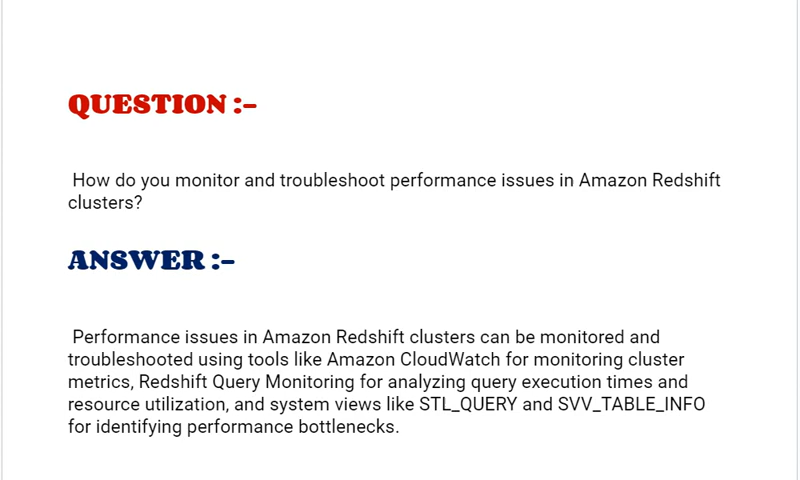 QUESTION :-
How do you monitor and troubleshoot performance issues in Amazon Redshift
clusters?
ANSWER :-
Performance issues in Amazon Redshift clusters can be monitored and
troubleshooted using tools like Amazon CloudWatch for monitoring cluster
metrics, Redshift Query Monitoring for analyzing query execution times and
resource utilization, and system views like STL_QUERY and SVV_TABLE_INFO
for identifying performance bottlenecks.